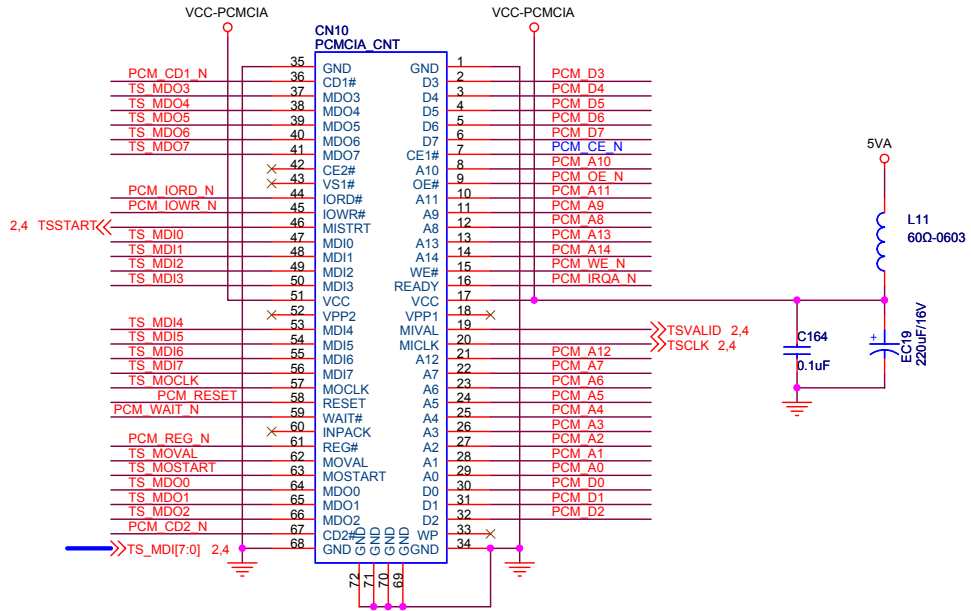 VCC-PCMCIA
VCC-PCMCIA
CN10
PCMCIA_CNT
35 GND GND 1
PCM_CD1_N 36 CD1# D3 2 PCM_D3
TS_MDO3 37 MDO3 D4 3 PCM_D4
TS_MDO4 38 MDO4 D5 4 PCM_D5
TS_MDO5 39 MDO5 D6 5 PCM_D6
TS_MDO6 40 MDO6 D7 6 PCM_D7
TS_MDO7 41 MDO7 CE1# 7 PCM_CE_N
42 CE2# A10 8 PCM_A10
43 VS1# OE# 9 PCM_OE_N
PCM_IORD_N 44 IORD# A11 10 PCM_A11
PCM_IOWR_N 45 IOWR# A9 11 PCM_A9
2,4 TSSTART 46 MISTRT A8 12 PCM_A8
TS_MDI0 47 MDI0 A13 13 PCM_A13
TS_MDI1 48 MDI1 A14 14 PCM_A14
TS_MDI2 49 MDI2 WE# 15 PCM_WE_N
TS_MDI3 50 MDI3 READY 16 PCM_IRQA_N
51 VCC VCC 17
52 VPP2 VPP1 18
TS_MDI4 53 MDI4 MIVAL 19 TSVALID 2,4
TS_MDI5 54 MDI5 MICLK 20 TSCLK 2,4
TS_MDI6 55 MDI6 A12 21 PCM_A12
TS_MDI7 56 MDI7 A7 22 PCM_A7
TS_MOCLK 57 MOCLK A6 23 PCM_A6
PCM_RESET 58 RESET A5 24 PCM_A5
PCM_WAIT_N 59 WAIT# A4 25 PCM_A4
60 INPACK A3 26 PCM_A3
PCM_REG_N 61 REG# A2 27 PCM_A2
TS_MOVAL 62 MOVAL A1 28 PCM_A1
TS_MOSTART 63 MOSTART A0 29 PCM_A0
TS_MDO0 64 MDO0 D0 30 PCM_D0
TS_MDO1 65 MDO1 D1 31 PCM_D1
TS_MDO2 66 MDO2 D2 32 PCM_D2
PCM_CD2_N 67 CD2# WP 33
68 GND GND 34
TS_MDI[7:0] 2,4
GND GND GND GND
72 71 70 69
5VA
L11
60Ω-0603
C164
0.1uF
+
EC19
220uF/16V